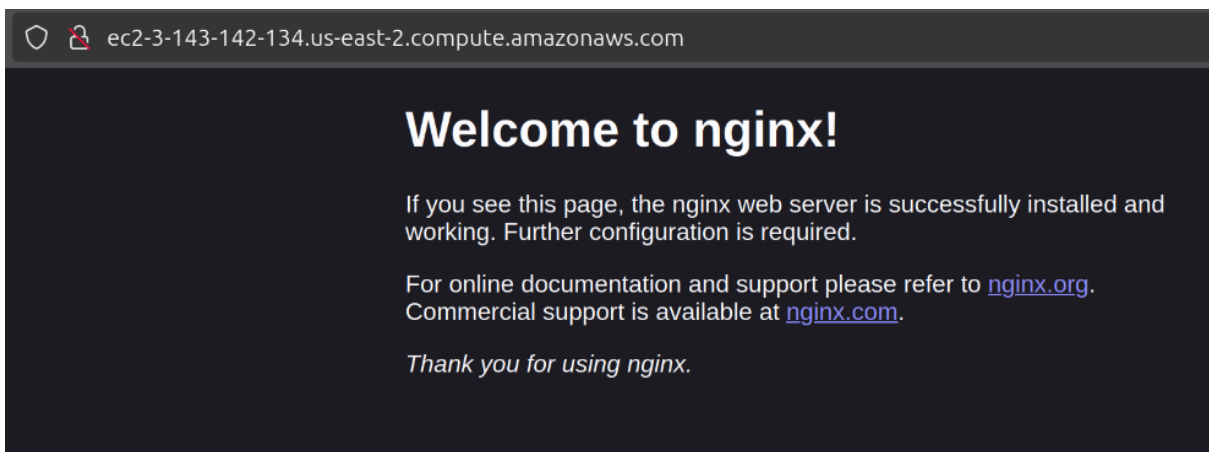 ec2-3-143-142-134.us-east-2.compute.amazonaws.com
Welcome to nginx!
If you see this page, the nginx web server is successfully installed and
working. Further configuration is required.
For online documentation and support please refer to nginx.org.
Commercial support is available at nginx.com.
Thank you for using nginx.